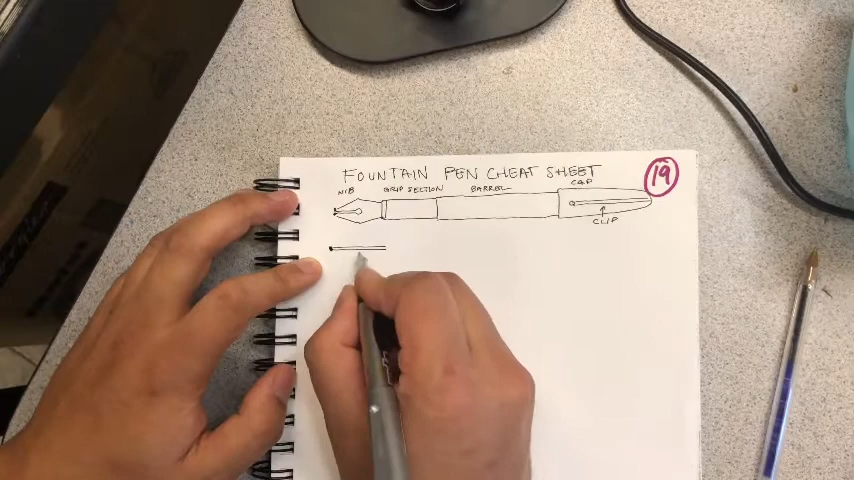 FOUNTAIN PEN CHEAT SHEET
19
NIB GRIP SECTION BARREL CAP
CLIP